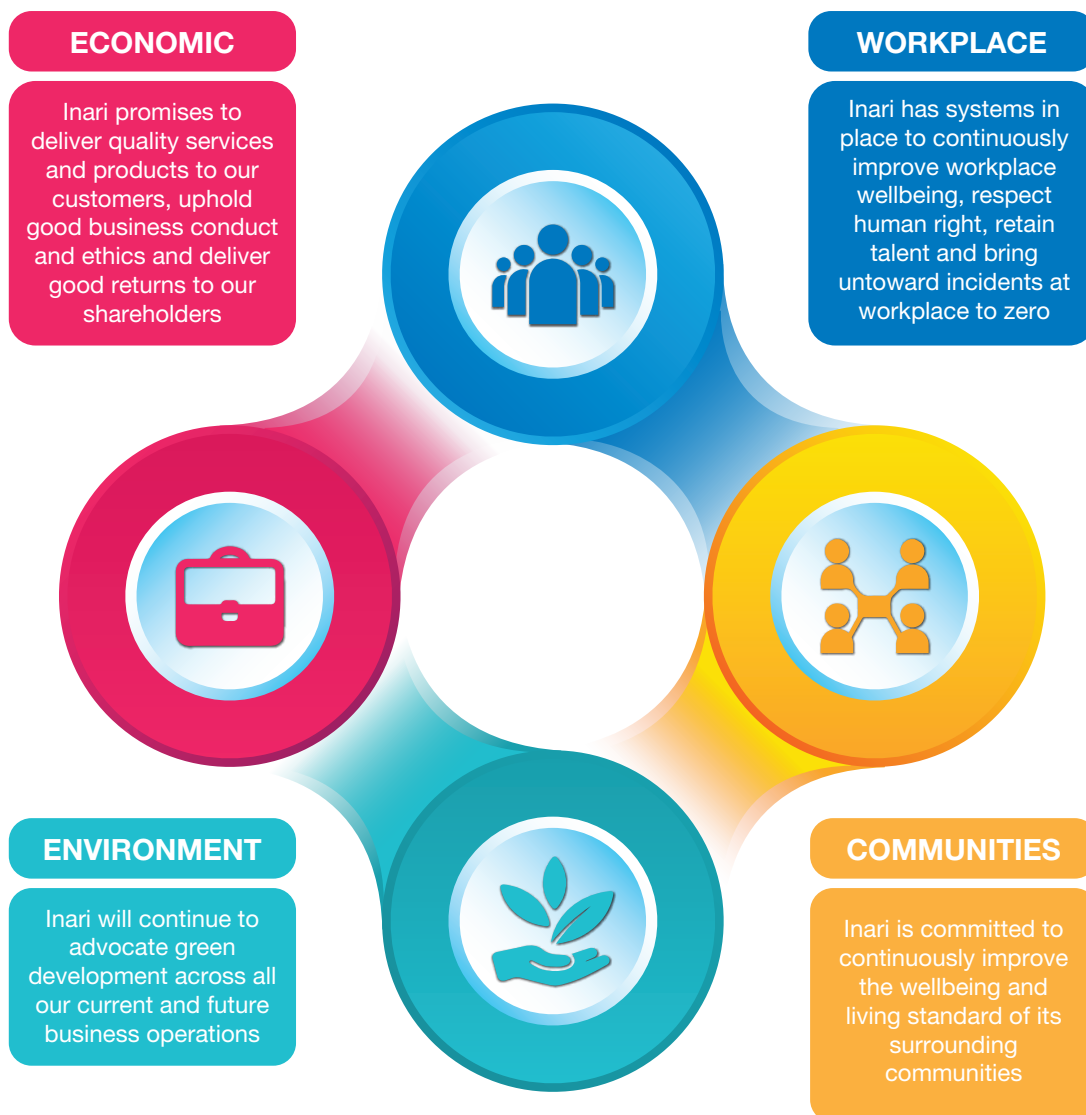 ECONOMIC
Inari promises to
deliver quality services
and products to our
customers, uphold
good business conduct
and ethics and deliver
good returns to our
shareholders
WORKPLACE
Inari has systems in
place to continuously
improve workplace
wellbeing, respect
human right, retain
talent and bring
untoward incidents at
workplace to zero
ENVIRONMENT
Inari will continue to
advocate green
development across all
our current and future
business operations
COMMUNITIES
Inari is committed to
continuously improve
the wellbeing and
living standard of its
surrounding
communities